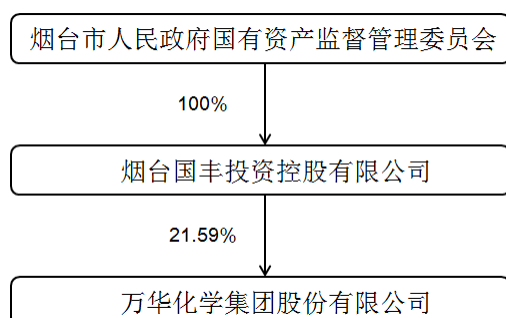 烟台市人民政府国有资产监督管理委员会
100%
烟台国丰投资控股有限公司
21.59%
万华化学集团股份有限公司